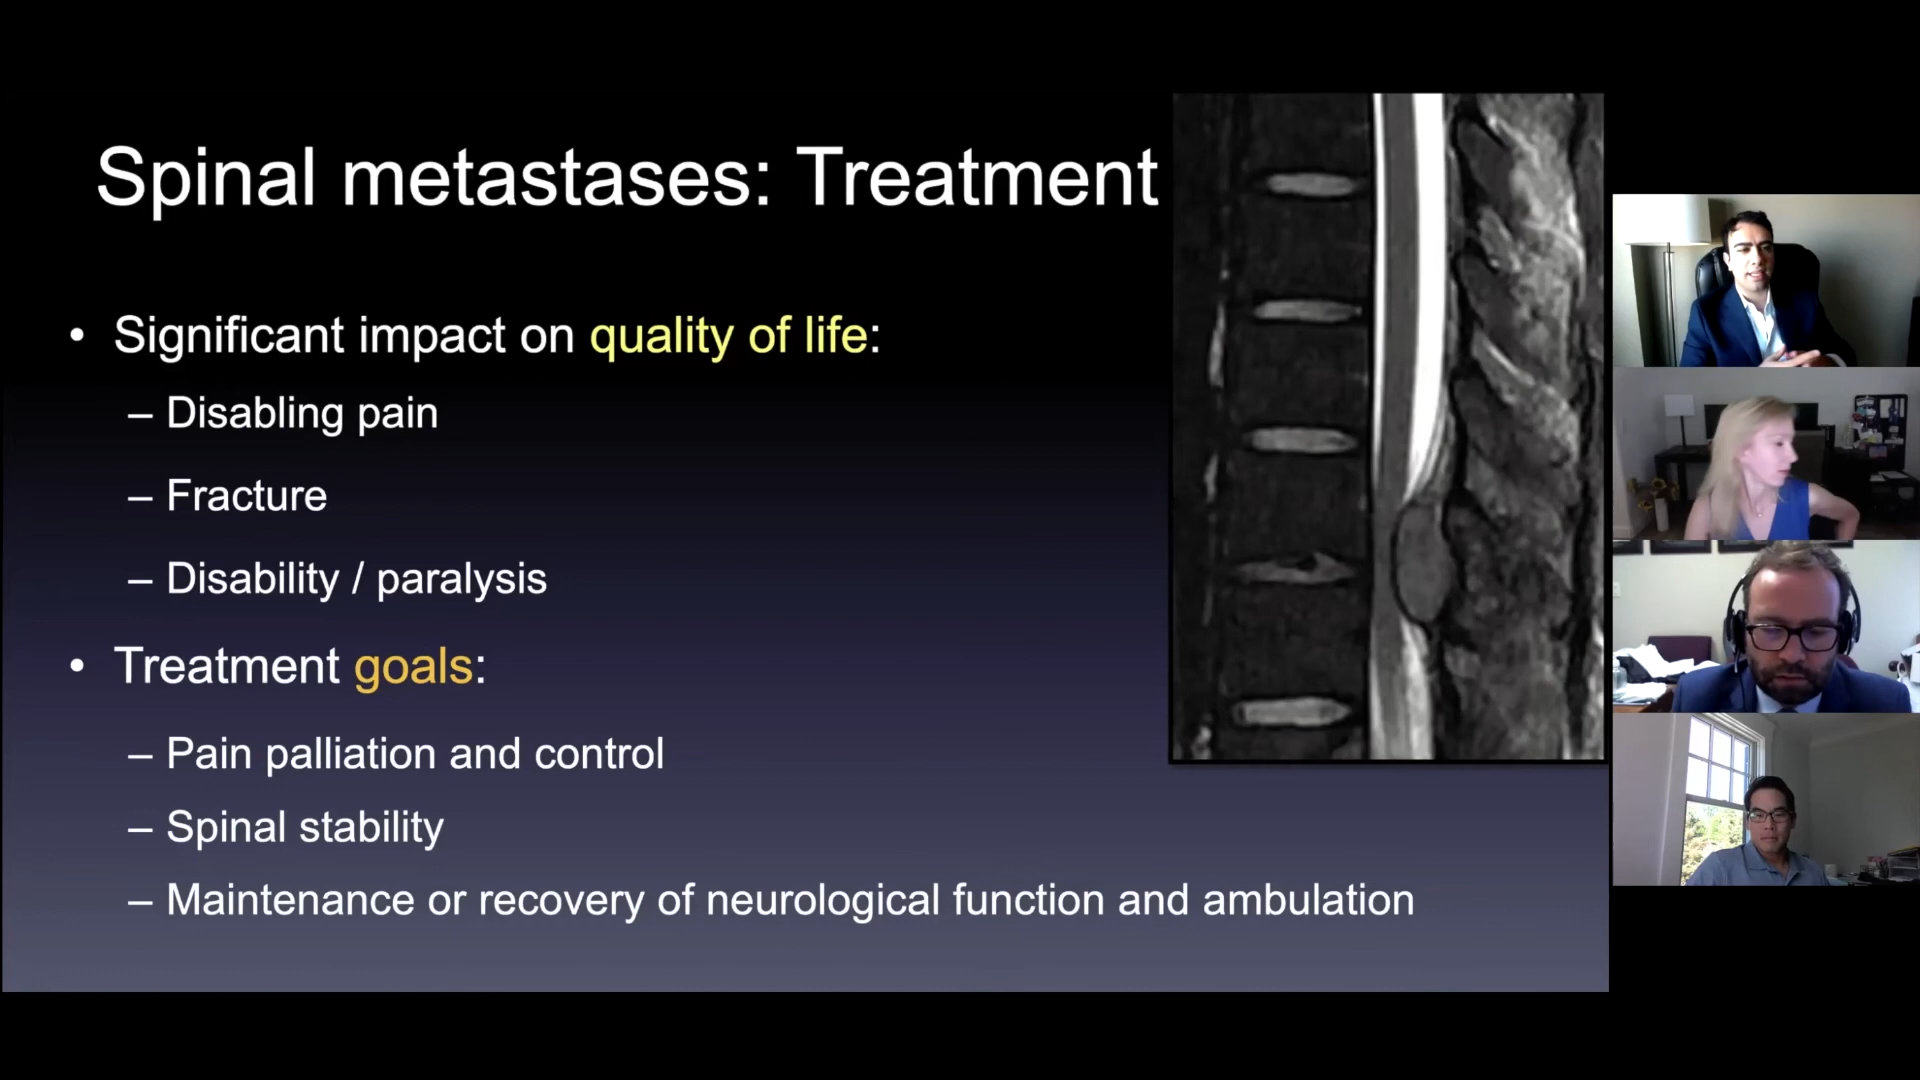 Spinal metastases: Treatment
• Significant impact on quality of life:
– Disabling pain
– Fracture
– Disability / paralysis
• Treatment goals:
– Pain palliation and control
– Spinal stability
– Maintenance or recovery of neurological function and ambulation